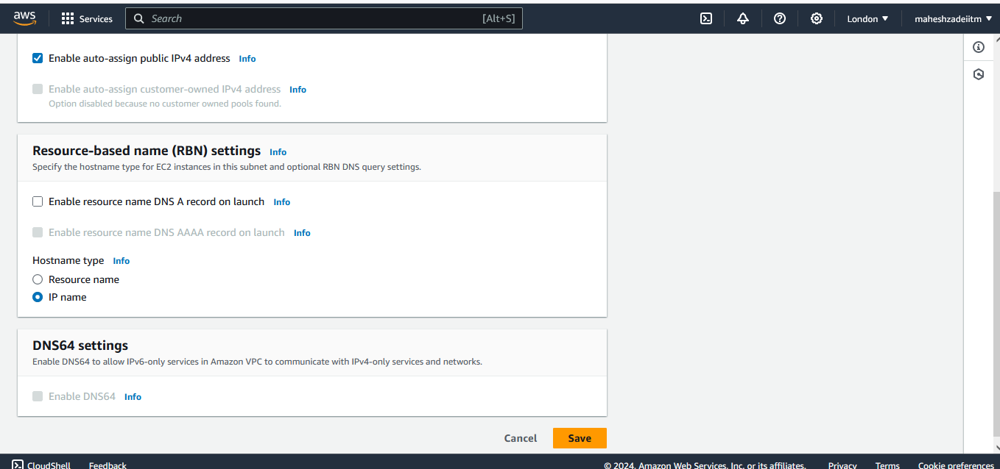 aws Services Search [Alt+S] London maheshzadeiitm
Enable auto-assign public IPv4 address Info
Enable auto-assign customer-owned IPv4 address Info
Option disabled because no customer owned pools found.
Resource-based name (RBN) settings Info
Specify the hostname type for EC2 instances in this subnet and optional RBN DNS query settings.
Enable resource name DNS A record on launch Info
Enable resource name DNS AAAA record on launch Info
Hostname type Info
Resource name
IP name
DNS64 settings
Enable DNS64 to allow IPv6-only services in Amazon VPC to communicate with IPv4-only services and networks.
Enable DNS64 Info
Cancel Save
CloudShell Feedback © 2024, Amazon Web Services, Inc. or its affiliates. Privacy Terms Cookie preferences